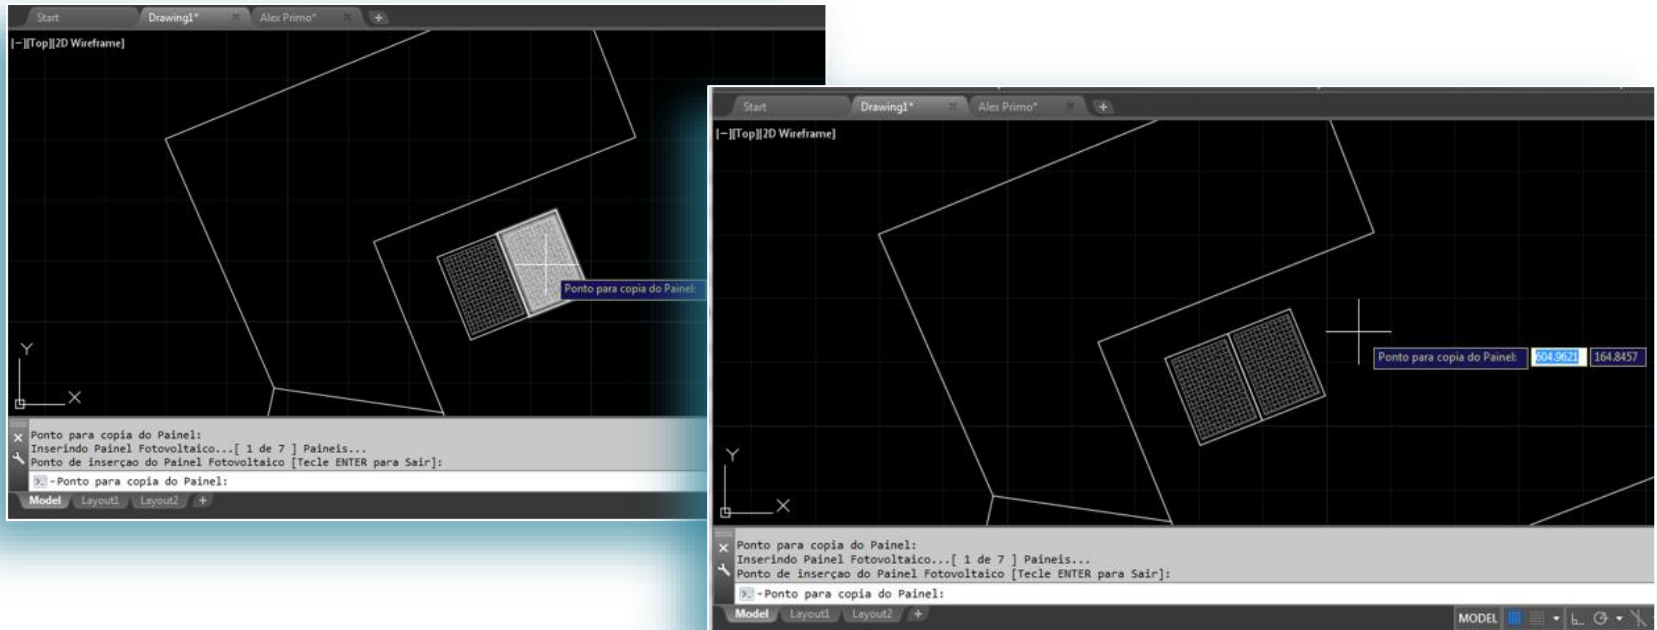 Start Drawing1* Alex Primo* +
[−][Top][2D Wireframe]
Ponto para copia do Painel:
Y
X
Ponto para copia do Painel:
Inserindo Painel Fotovoltaico...[ 1 de 7 ] Paineis...
Ponto de inserçao do Painel Fotovoltaico [Tecle ENTER para Sair]:
-Ponto para copia do Painel:
Model Layout1 Layout2 +
Start Drawing1* Alex Primo* +
[−][Top][2D Wireframe]
Ponto para copia do Painel: 604.9621 164.8457
Y
X
Ponto para copia do Painel:
Inserindo Painel Fotovoltaico...[ 1 de 7 ] Paineis...
Ponto de inserçao do Painel Fotovoltaico [Tecle ENTER para Sair]:
-Ponto para copia do Painel:
Model Layout1 Layout2 +
MODEL